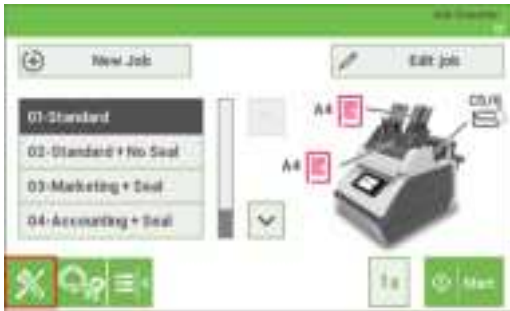 New Job
Edit job
01-Standard
02-Standard + No Seal
03-Marketing + Seal
04-Accounting + Seal
A4
A4
C5/6
Start